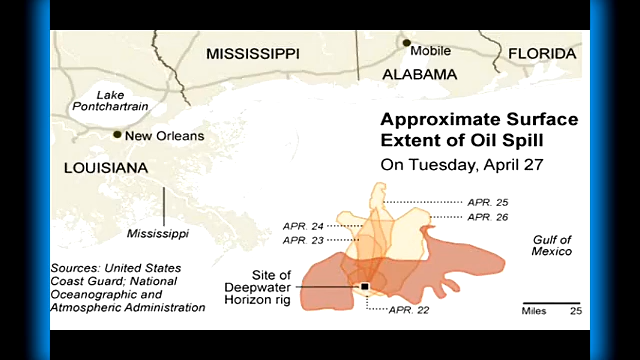 MISSISSIPPI
Mobile
FLORIDA
ALABAMA
Lake
Pontchartrain
New Orleans
LOUISIANA
Approximate Surface
Extent of Oil Spill
On Tuesday, April 27
APR. 25
APR. 26
APR. 24
APR. 23
Mississippi
Gulf of
Mexico
Sources: United States
Coast Guard; National
Oceanographic and
Atmospheric Administration
Site of
Deepwater
Horizon rig
APR. 22
Miles 25